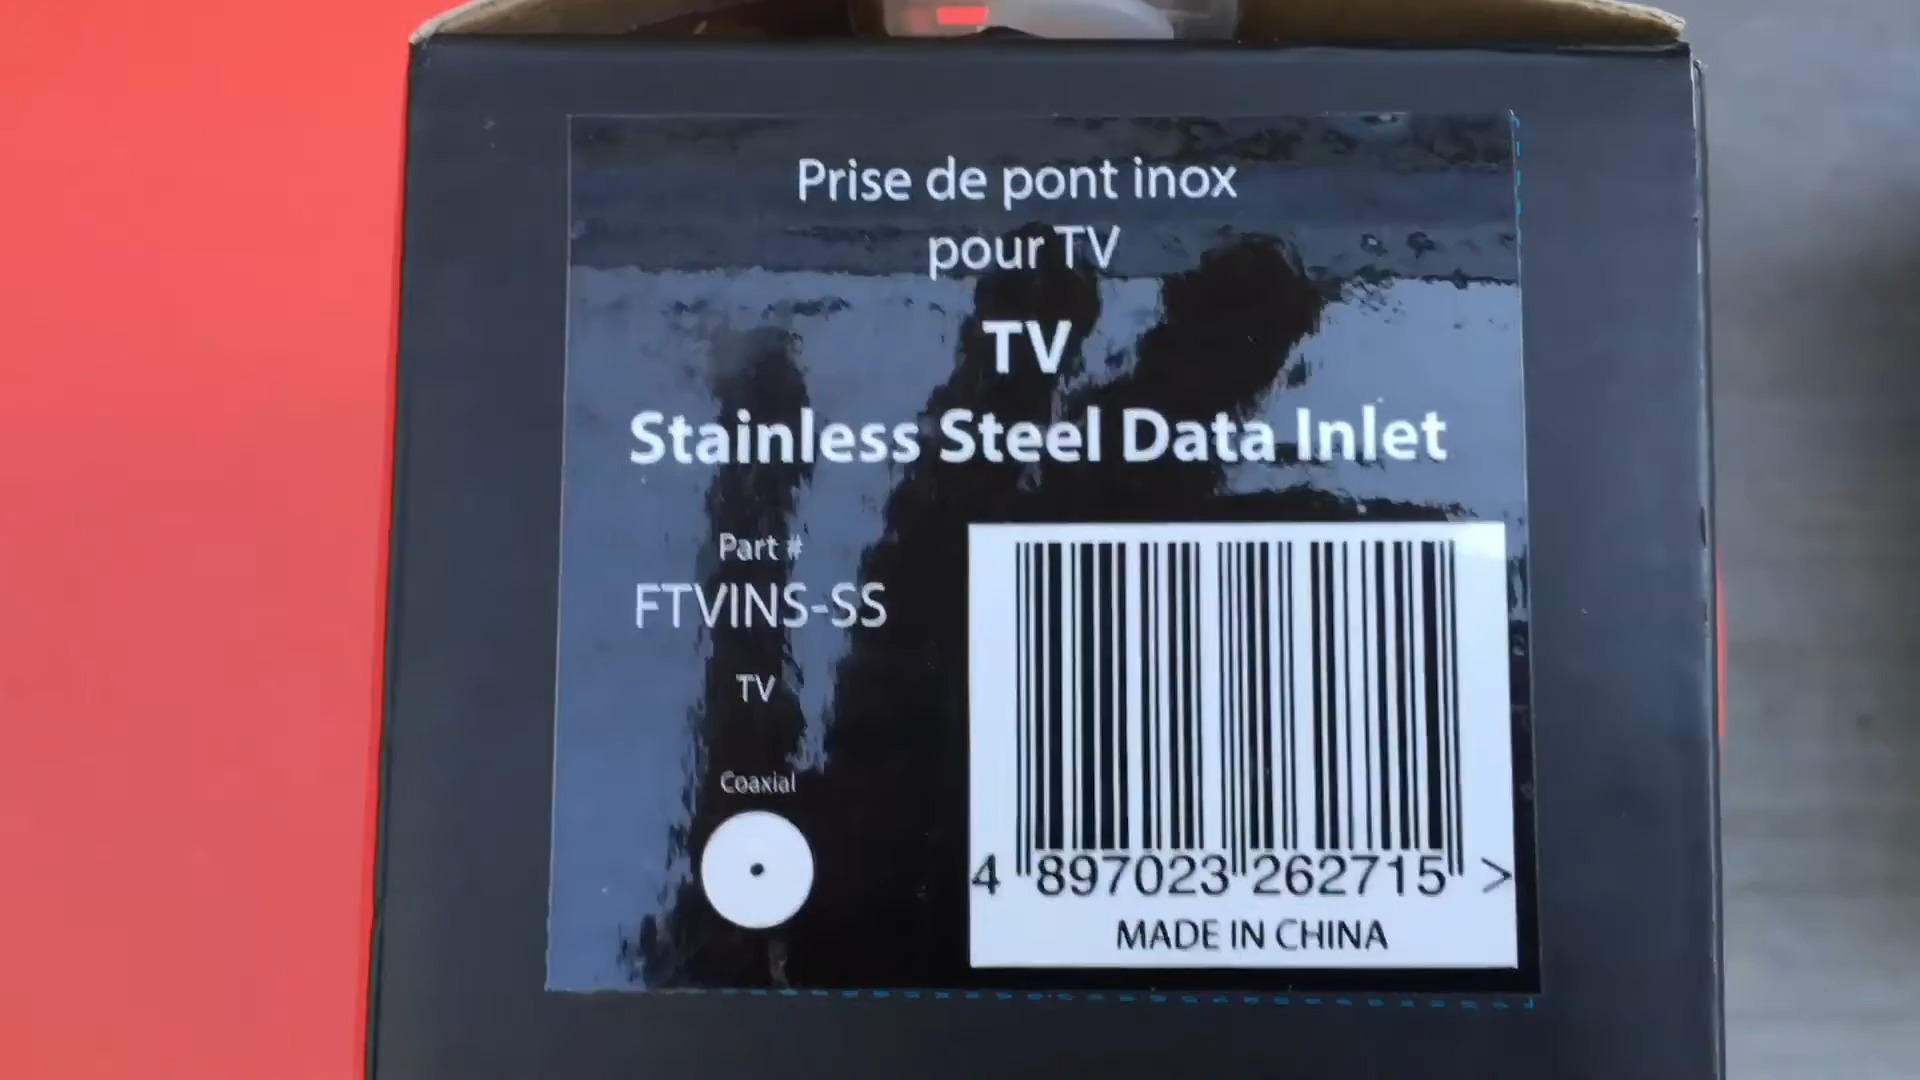 Prise de pont inox
pour TV
TV
Stainless Steel Data Inlet
Part #
FTVINS-SS
TV
Coaxial
4 897023 262715 >
MADE IN CHINA